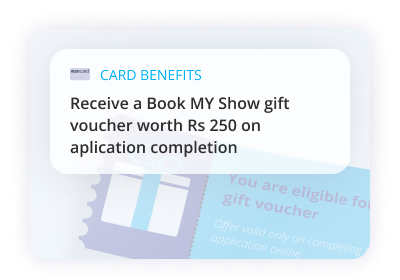 CARD BENEFITS
Receive a Book MY Show gift
voucher worth Rs 250 on
aplication completion
You are eligible for
gift voucher
Offer valid only on completing
application online